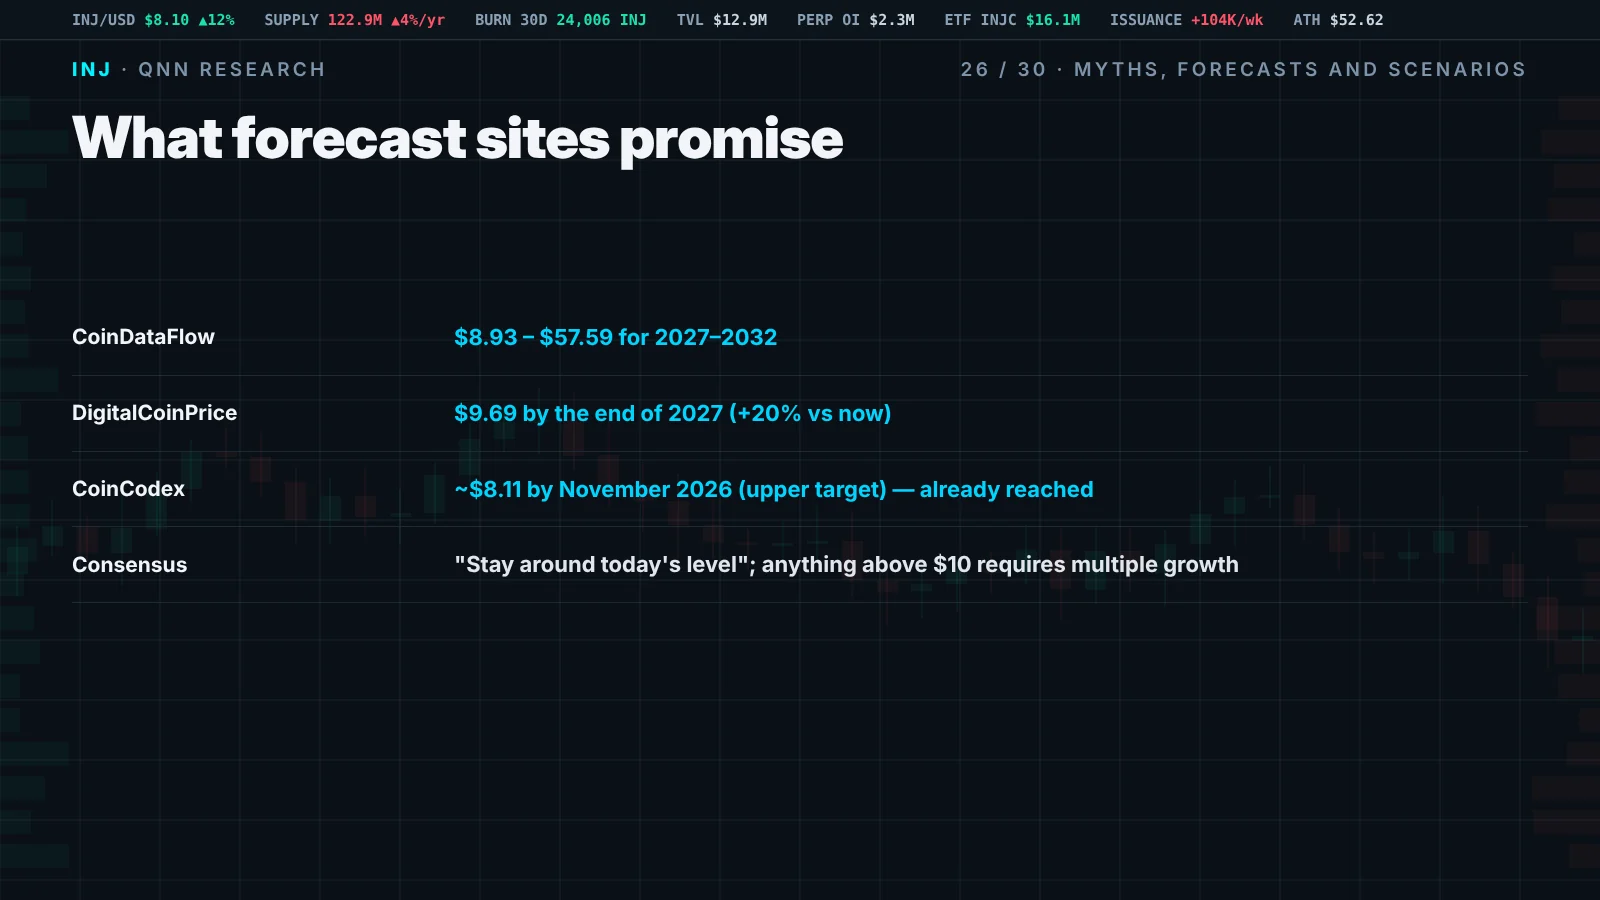 INJ/USD $8.10 ▲12% SUPPLY 122.9M ▲4%/yr BURN 30D 24,006 INJ TVL $12.9M PERP OI $2.3M ETF INJC $16.1M ISSUANCE +104K/wk ATH $52.62
INJ · QNN RESEARCH 26 / 30 · MYTHS, FORECASTS AND SCENARIOS
What forecast sites promise
CoinDataFlow $8.93 – $57.59 for 2027–2032
DigitalCoinPrice $9.69 by the end of 2027 (+20% vs now)
CoinCodex ~$8.11 by November 2026 (upper target) — already reached
Consensus "Stay around today's level"; anything above $10 requires multiple growth